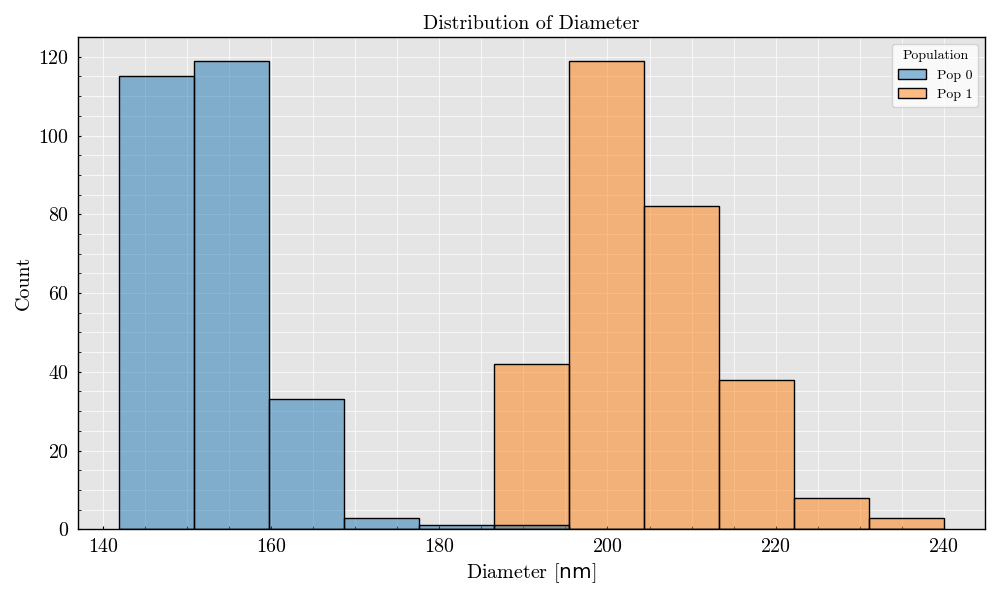 Distribution of Diameter
Population
Pop 0
Pop 1
Count
120
100
80
60
40
20
0
140 160 180 200 220 240
Diameter [nm]